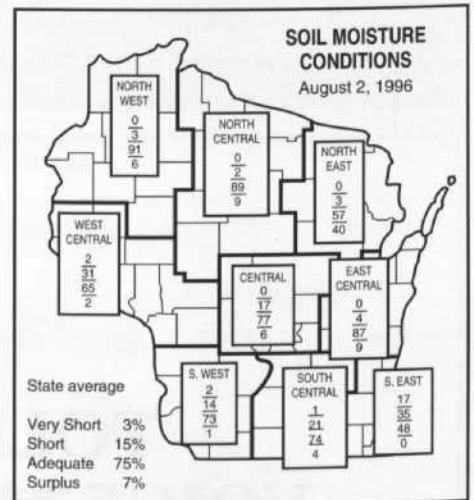 SOIL MOISTURE
CONDITIONS
August 2, 1996
NORTH
WEST
0
3
91
6
NORTH
CENTRAL
0
2
89
9
NORTH
EAST
0
3
57
40
WEST
CENTRAL
2
31
65
2
CENTRAL
0
17
77
6
EAST
CENTRAL
0
4
87
9
S. WEST
2
14
73
1
SOUTH
CENTRAL
1
21
74
4
S. EAST
17
35
48
0
State average
Very Short 3%
Short 15%
Adequate 75%
Surplus 7%